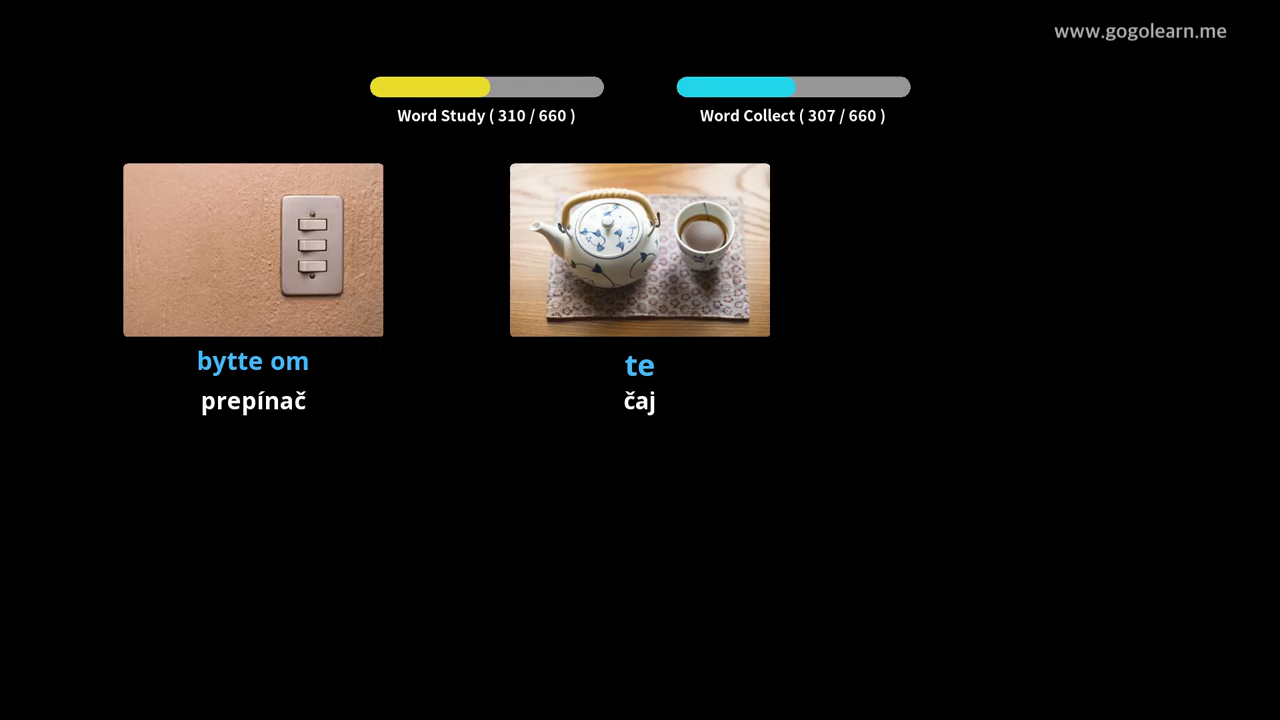 www.gogolearn.me
Word Study ( 310 / 660 )
Word Collect ( 307 / 660 )
bytte om
prepínač
te
čaj